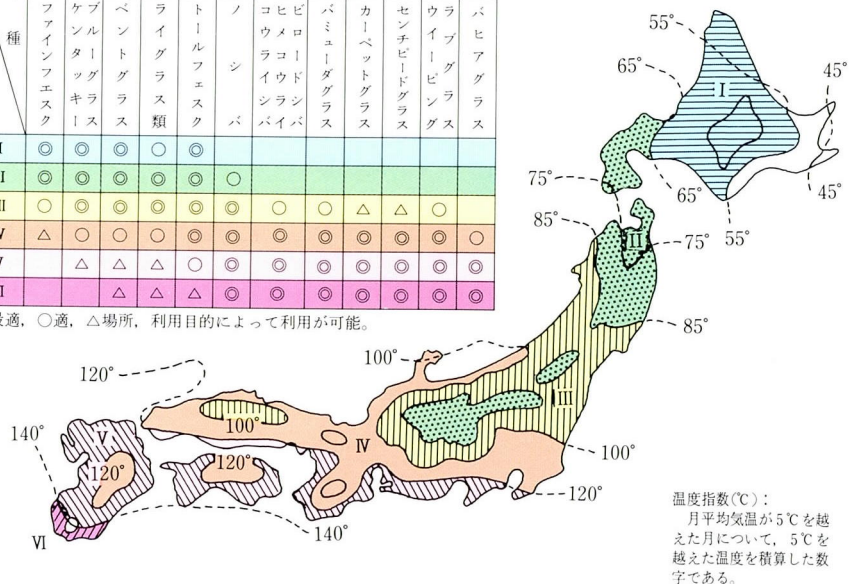 種
ファインフエスク
ケンタッキー
ブルーグラス
ベントグラス
ライグラス類
トールフェスク
ノシバ
コウライシバ
ヒメコウライ
ビロードシバ
バミューダグラス
カーペットグラス
センチピードグラス
ウイーピング
ラブグラス
バヒアグラス
I ◎ ◎ ◎ ○ ◎
I ◎ ◎ ◎ ◎ ◎ ○
II ○ ◎ ◎ ◎ ◎ ◎ ○ ○ △ △ ○
V △ ○ ○ ○ ◎ ◎ ◎ ◎ ◎ ◎ ◎ ○
△ △ △ ○ ◎ ◎ ◎ ◎ ◎ ◎ ◎
I △ △ △ ◎ ◎ ◎ ◎ ◎ ◎ ◎
適，○適，△場所，利用目的によって利用が可能。
55°
65°
45°
I
75°
65°
45°
55°
85°
II
75°
85°
100°
120°
III
100°
IV
100°
140°
V
120°
120°
120°
140°
VI
温度指数(℃)：
月平均気温が5℃を越
えた月について，5℃を
越えた温度を積算した数
字である。